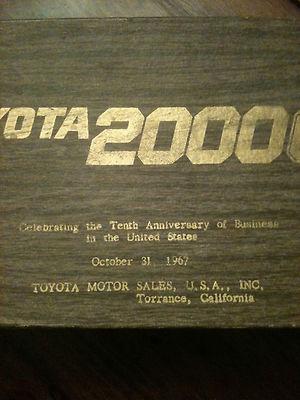 YOTA 2000
Celebrating the Tenth Anniversary of Business
in the United States
October 31 1967
TOYOTA MOTOR SALES, U.S.A., INC.
Torrance, California